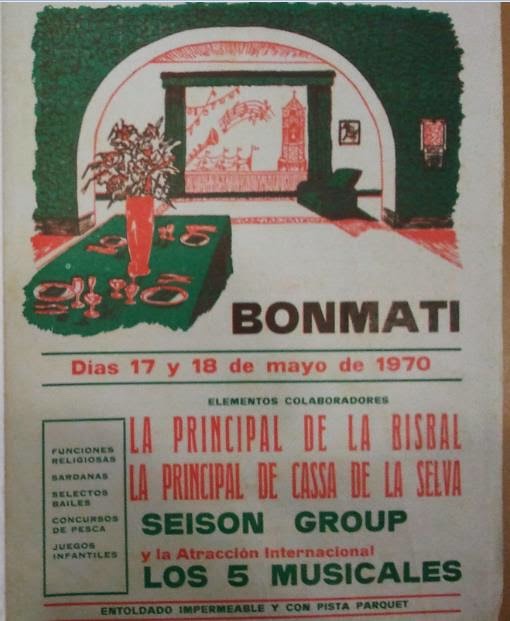 BONMATI
Dias 17 y 18 de mayo de 1970
ELEMENTOS COLABORADORES
LA PRINCIPAL DE LA BISBAL
LA PRINCIPAL DE CASSA DE LA SELVA
SEISON GROUP
y la Atracción Internacional
LOS 5 MUSICALES
FUNCIONES
RELIGIOSAS
SARDANAS
SELECTOS
BAILES
CONCURSOS
DE PESCA
JUEGOS
INFANTILES
ENTOLDADO IMPERMEABLE Y CON PISTA PARQUET